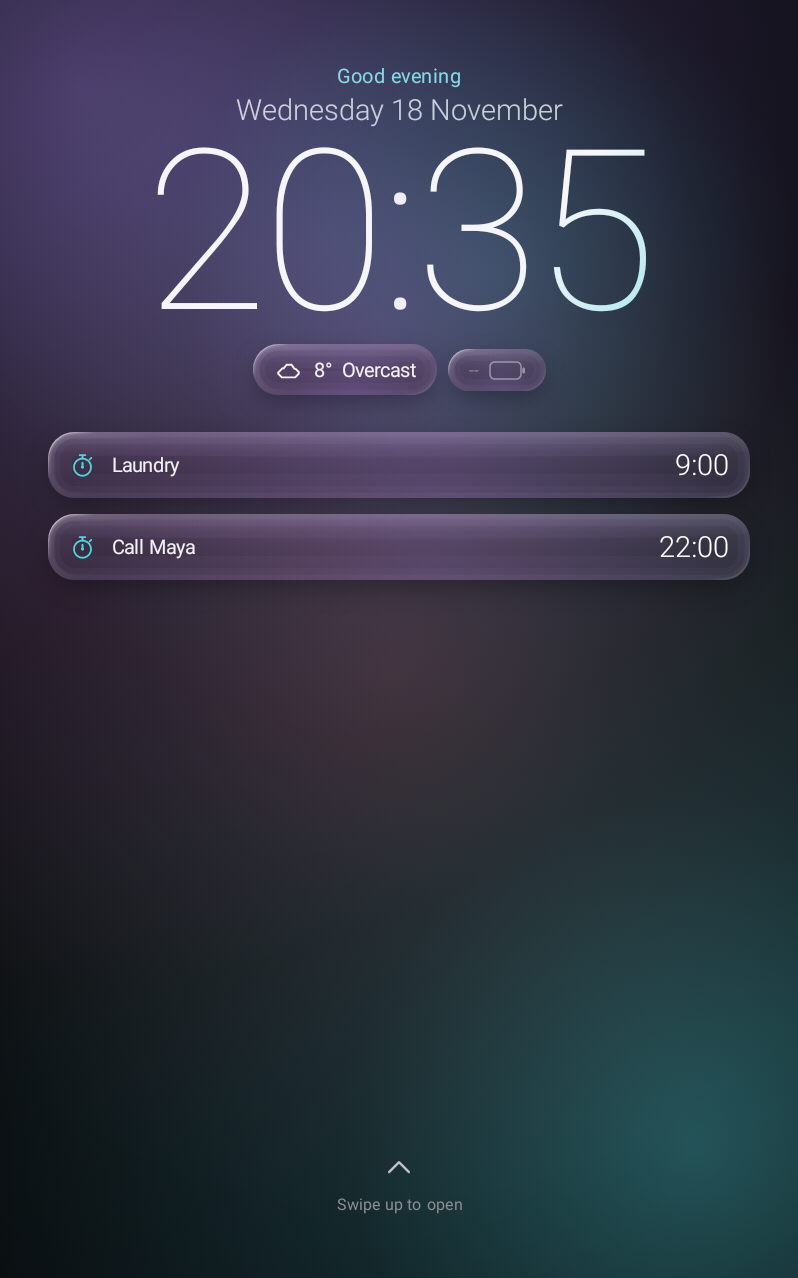 Good evening
Wednesday 18 November
20:35
8° Overcast --
Laundry 9:00
Call Maya 22:00
Swipe up to open